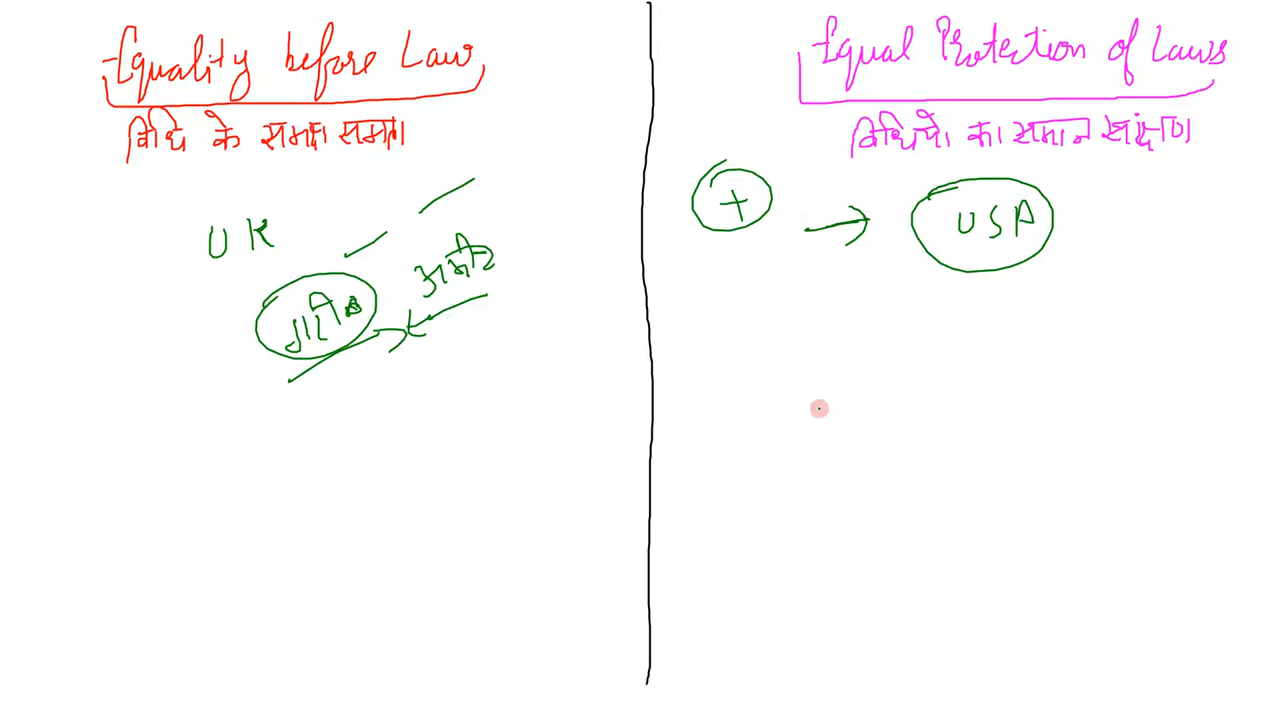 Equality before Law
विधि के समक्ष समता
UK
गरीब
अमीर
Equal Protection of Laws
विधियों का समान संरक्षण
+
USA